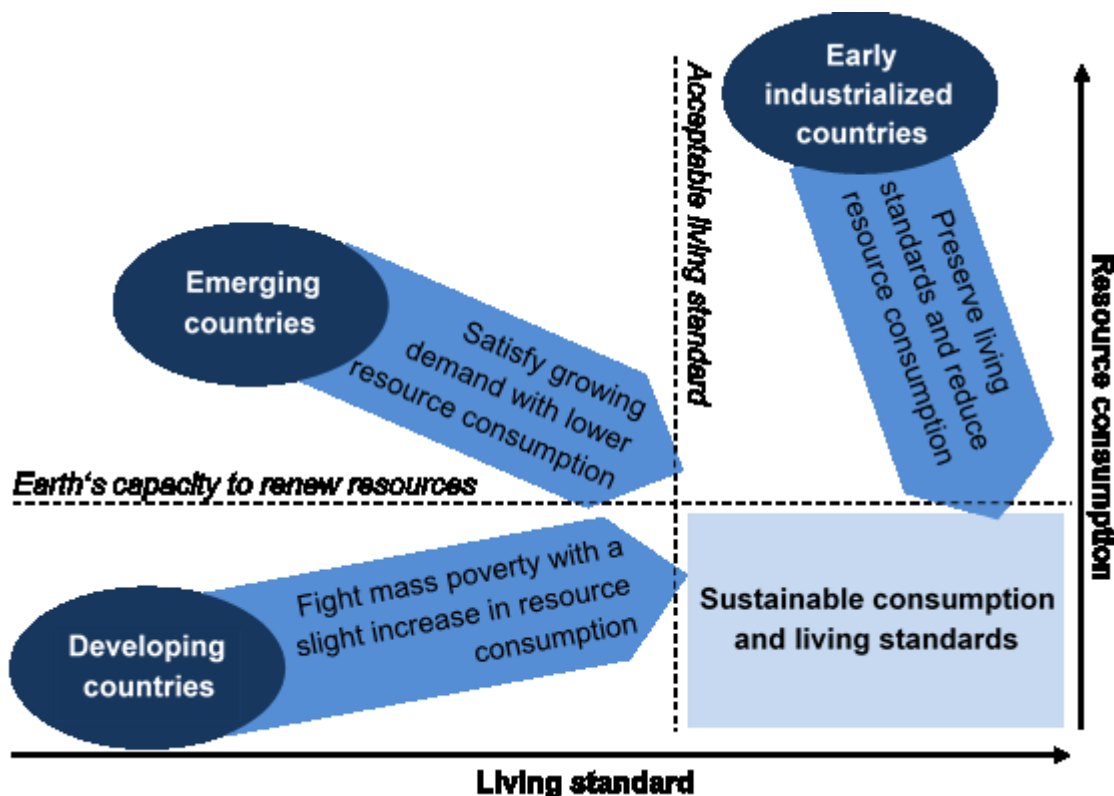 Early
industrialized
countries
Acceptable living stendard
Preserve living
standards and reduce
resource consumption
Resource consumption
Emerging
countries
Satisfy growing
demand with lower
resource consumption
Earth's capacity to renew resources
Fight mass poverty with a
slight increase in resource
consumption
Developing
countries
Sustainable consumption
and living standards
Living standard